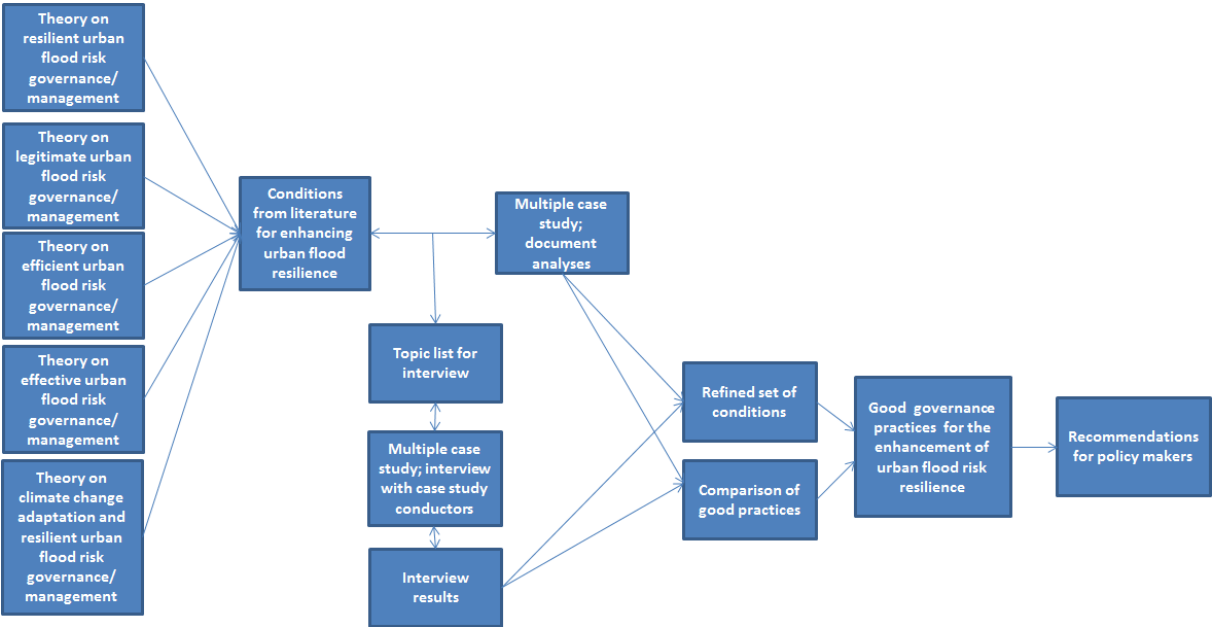 Theory on
resilient urban
flood risk
governance/
management
Theory on
legitimate urban
flood risk
governance/
management
Theory on
efficient urban
flood risk
governance/
management
Theory on
effective urban
flood risk
governance/
management
Theory on
climate change
adaptation and
resilient urban
flood risk
governance/
management
Conditions
from literature
for enhancing
urban flood
resilience
Multiple case
study;
document
analyses
Topic list for
interview
Multiple case
study; interview
with case study
conductors
Interview
results
Refined set of
conditions
Comparison of
good practices
Good governance
practices for the
enhancement of
urban flood risk
resilience
Recommendations
for policy makers